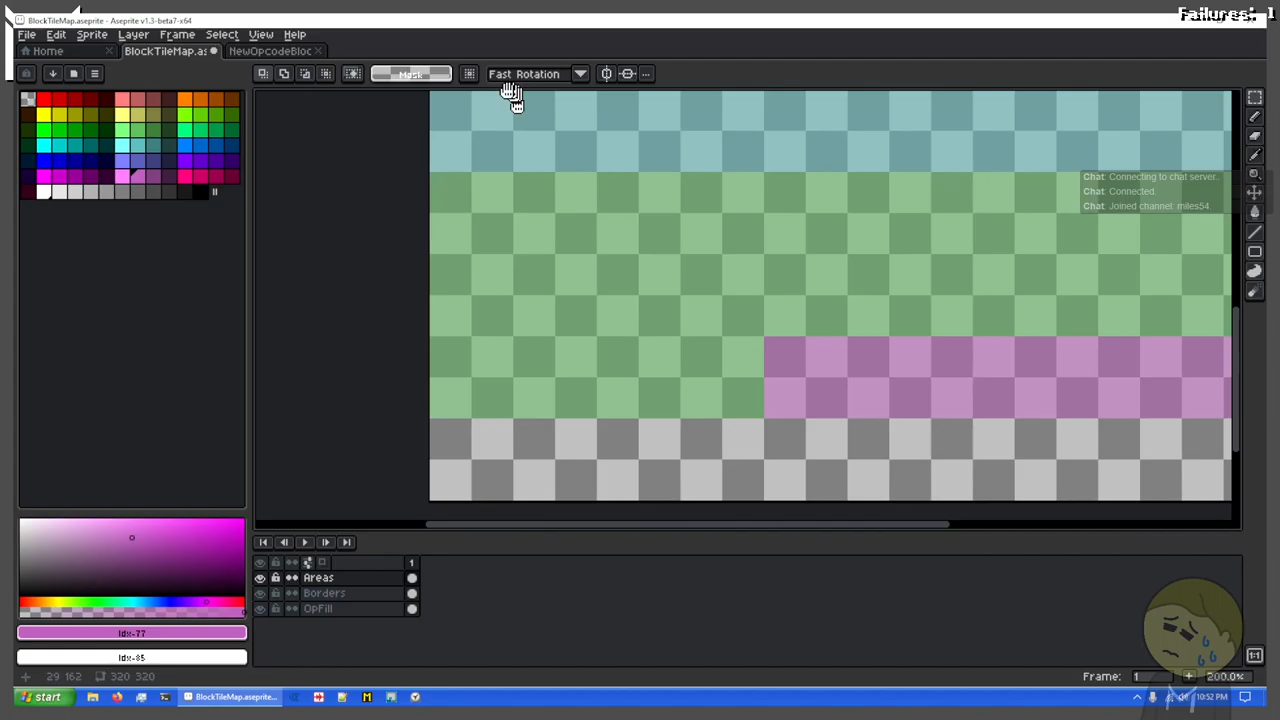 Failures: 1
BlockTileMap.aseprite - Aseprite v1.3-beta7-x64
File Edit Sprite Layer Frame Select View Help
Home BlockTileMap.as NewOpcodeBloc
Mask Fast Rotation
Chat Connecting to chat server..
Chat Connected.
Chat Joined channel: miles54.
1
Areas
Borders
OpFill
Idx-77
Idx-85
1:1
29 162 320 320 Frame: 1 200.0%
start BlockTileMap.aseprite... M 10:52 PM